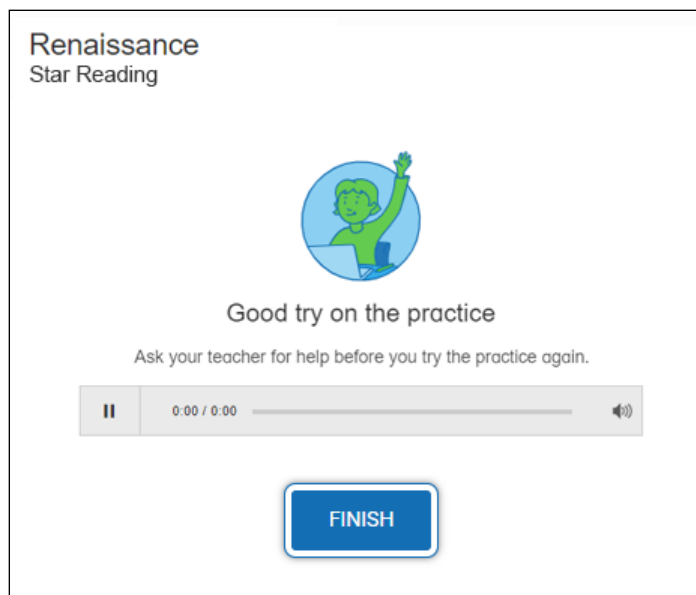 Renaissance
Star Reading
Good try on the practice
Ask your teacher for help before you try the practice again.
0:00 / 0:00
FINISH